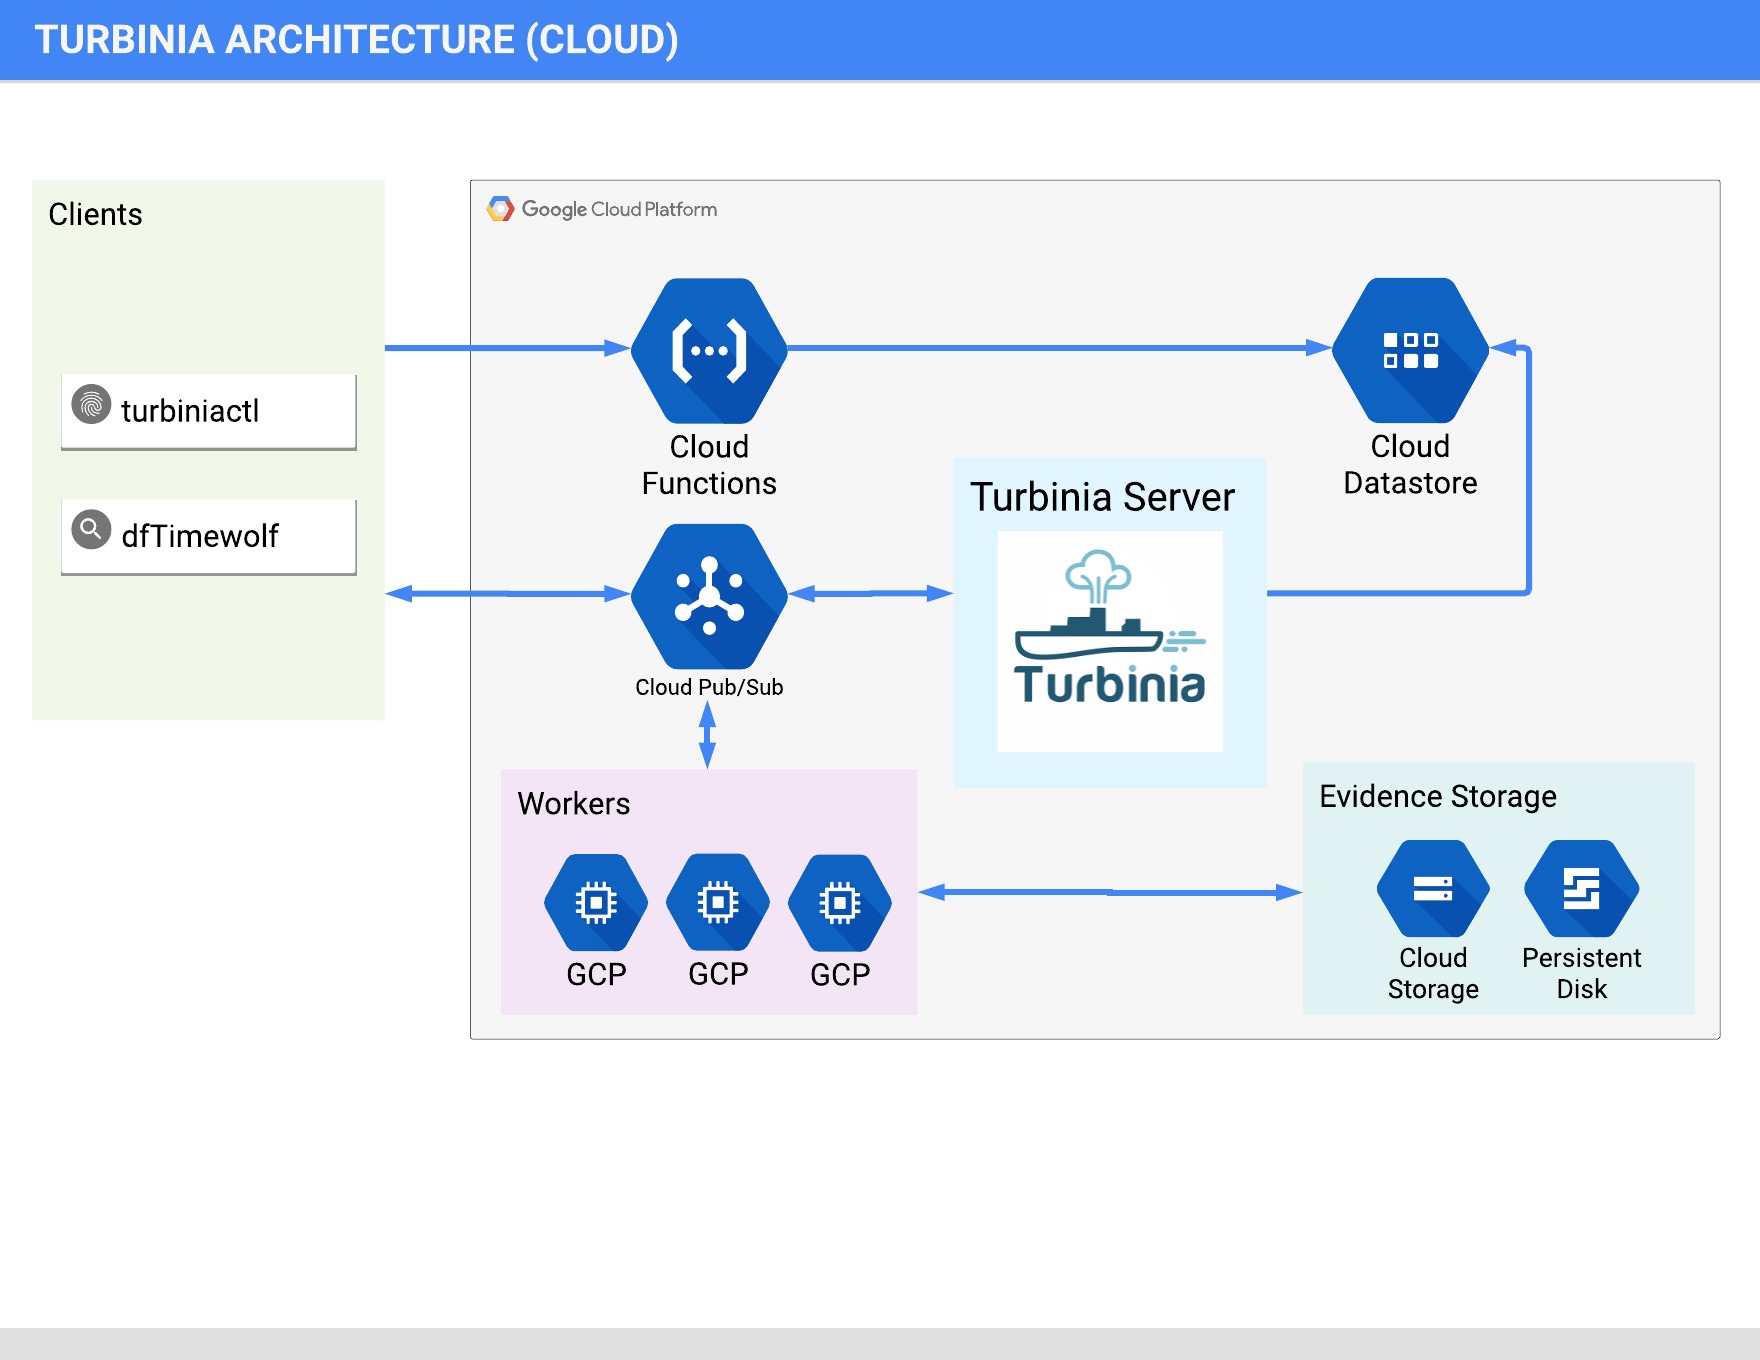 TURBINIA ARCHITECTURE (CLOUD)
Clients
turbiniactl
dfTimewolf
Google Cloud Platform
Cloud
Functions
Cloud
Datastore
Cloud Pub/Sub
Turbinia Server
Turbinia
Workers
GCP
GCP
GCP
Evidence Storage
Cloud
Storage
Persistent
Disk